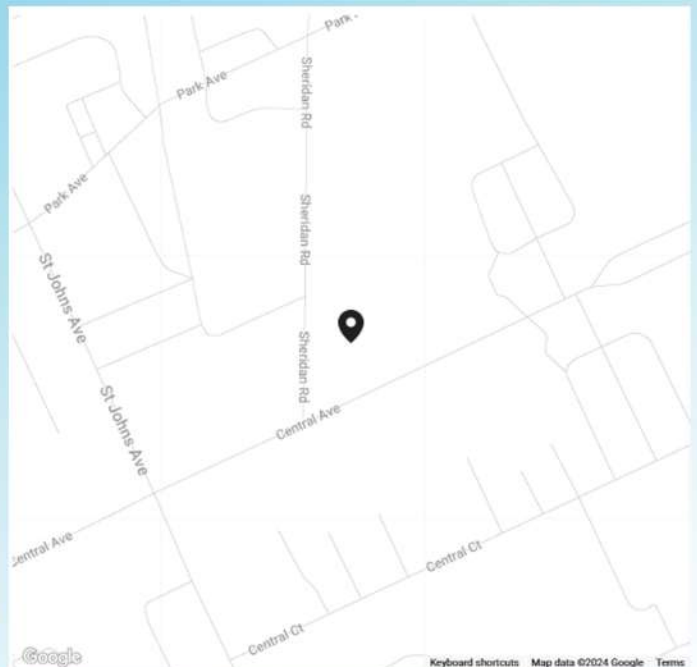 Park
Park Ave
Sheridan Rd
Park Ave
Sheridan Rd
St Johns Ave
Sheridan Rd
St Johns Ave
Central Ave
Central Ave
Central Ct
Central Ct
Google
Keyboard shortcuts Map data ©2024 Google Terms